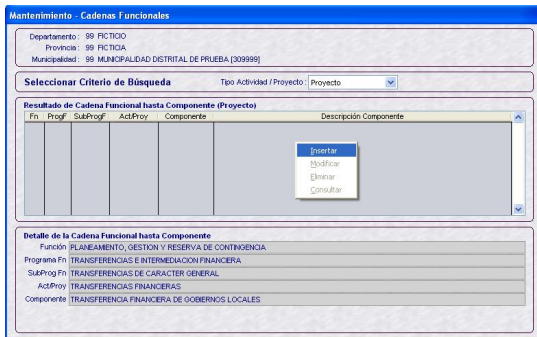 Mantenimiento - Cadenas Funcionales
Departamento : 99 FICTICIO
Provincia : 99 FICTICIA
Municipalidad : 99 MUNICIPALIDAD DISTRITAL DE PRUEBA [309999]
Seleccionar Criterio de Búsqueda Tipo Actividad / Proyecto : Proyecto
Resultado de Cadena Funcional hasta Componente (Proyecto)
Fn ProgF SubProgF Act/Proy Componente Descripción Componente
Insertar
Modificar
Eliminar
Consultar
Detalle de la Cadena Funcional hasta Componente
Función PLANEAMIENTO, GESTION Y RESERVA DE CONTINGENCIA
Programa Fn TRANSFERENCIAS E INTERMEDIACION FINANCIERA
SubProg Fn TRANSFERENCIAS DE CARACTER GENERAL
Act/Proy TRANSFERENCIAS FINANCIERAS
Componente TRANSFERENCIA FINANCIERA DE GOBIERNOS LOCALES